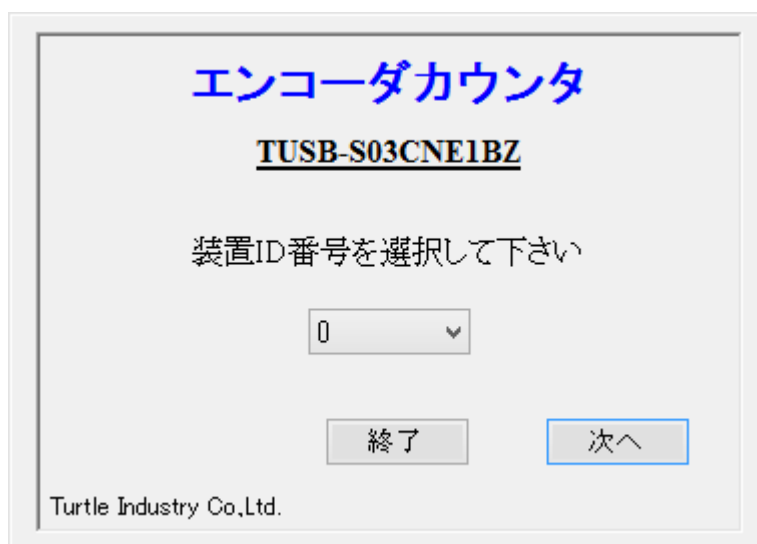 エンコーダカウンタ
TUSB-S03CNE1BZ
装置ID番号を選択して下さい
0
終了 次へ
Turtle Industry Co,Ltd.